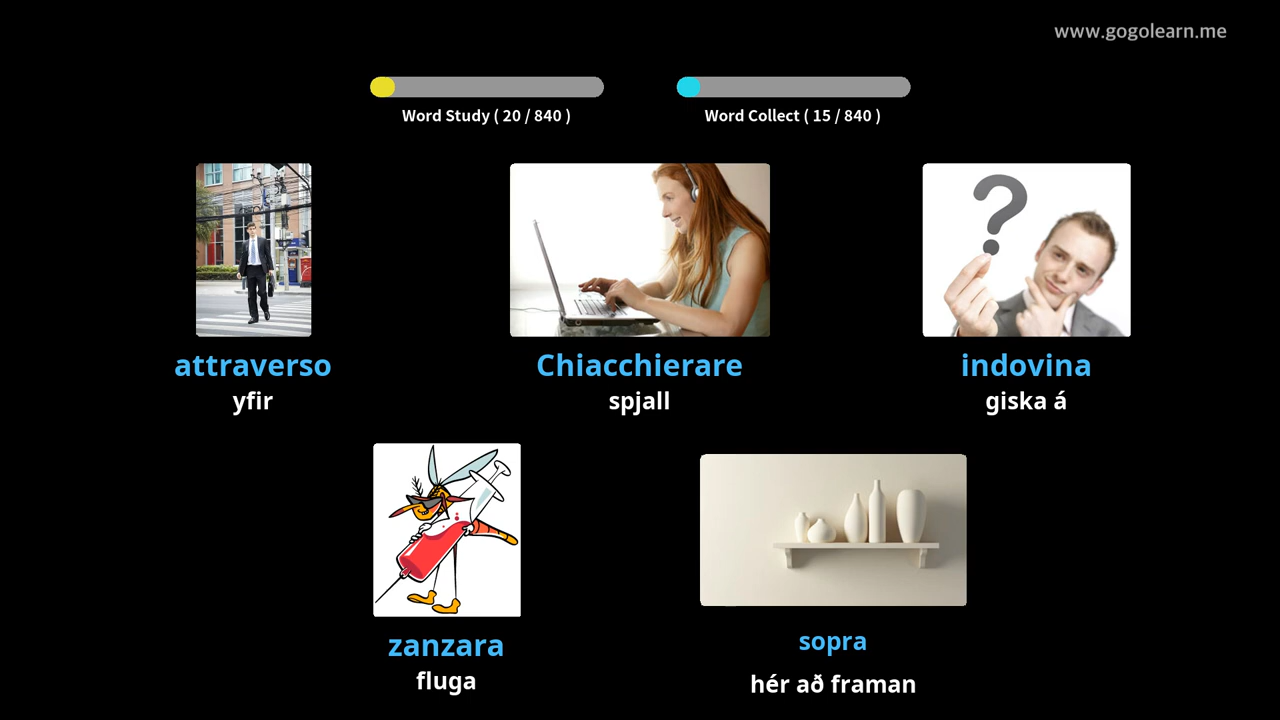 www.gogolearn.me
Word Study ( 20 / 840 )
Word Collect ( 15 / 840 )
attraverso
yfir
Chiacchierare
spjall
indovina
giska á
zanzara
fluga
sopra
hér að framan